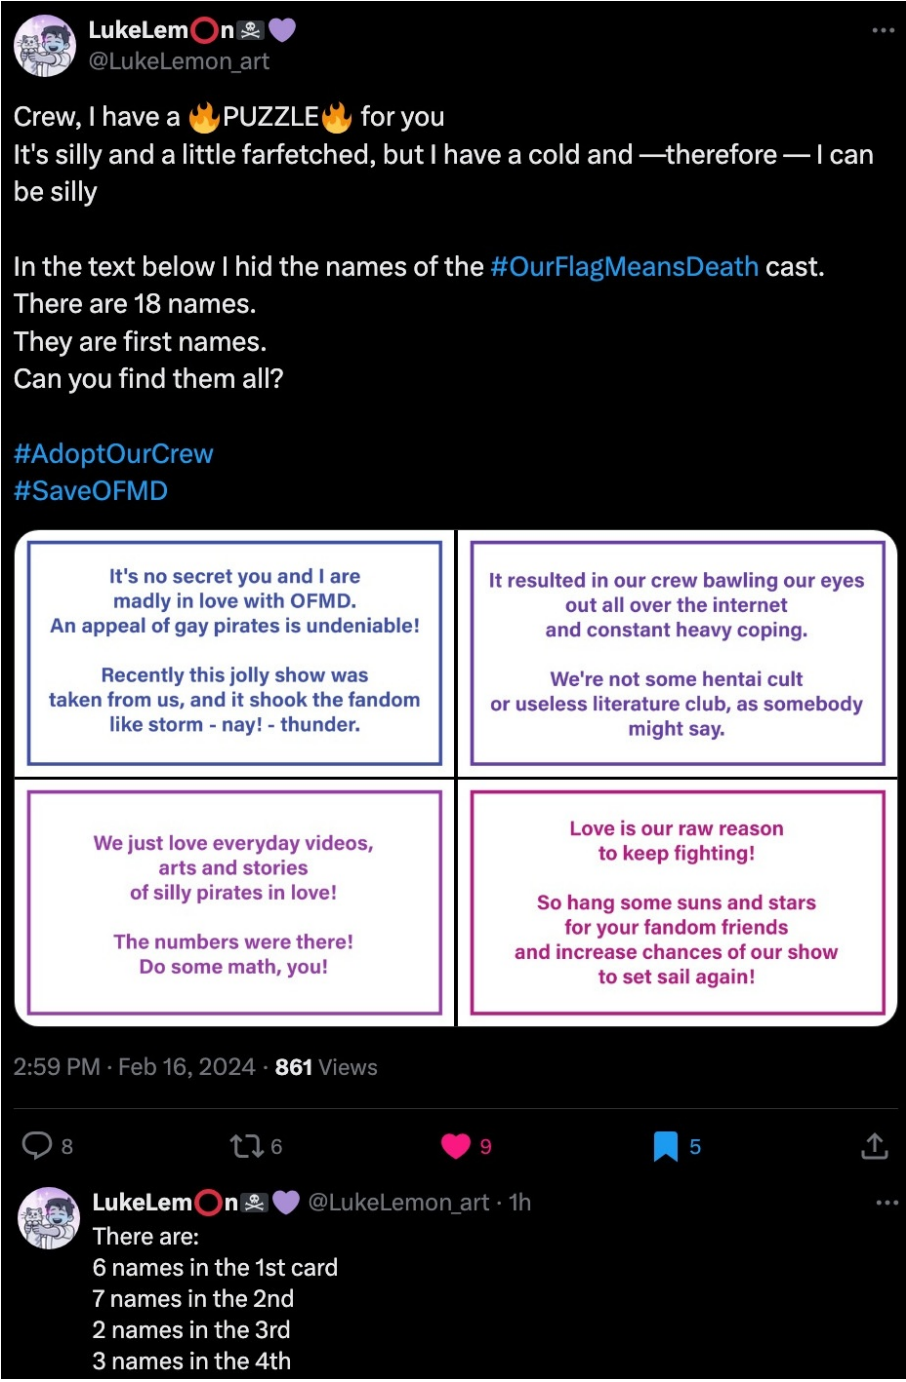 LukeLem⭕n🏴‍☠️💜
@LukeLemon_art
Crew, I have a 🔥PUZZLE🔥 for you
It's silly and a little farfetched, but I have a cold and —therefore — I can
be silly
In the text below I hid the names of the #OurFlagMeansDeath cast.
There are 18 names.
They are first names.
Can you find them all?
#AdoptOurCrew
#SaveOFMD
It's no secret you and I are
madly in love with OFMD.
An appeal of gay pirates is undeniable!
Recently this jolly show was
taken from us, and it shook the fandom
like storm - nay! - thunder.
It resulted in our crew bawling our eyes
out all over the internet
and constant heavy coping.
We're not some hentai cult
or useless literature club, as somebody
might say.
We just love everyday videos,
arts and stories
of silly pirates in love!
The numbers were there!
Do some math, you!
Love is our raw reason
to keep fighting!
So hang some suns and stars
for your fandom friends
and increase chances of our show
to set sail again!
2:59 PM · Feb 16, 2024 · 861 Views
8 6 9 5
LukeLem⭕n🏴‍☠️💜 @LukeLemon_art · 1h
There are:
6 names in the 1st card
7 names in the 2nd
2 names in the 3rd
3 names in the 4th